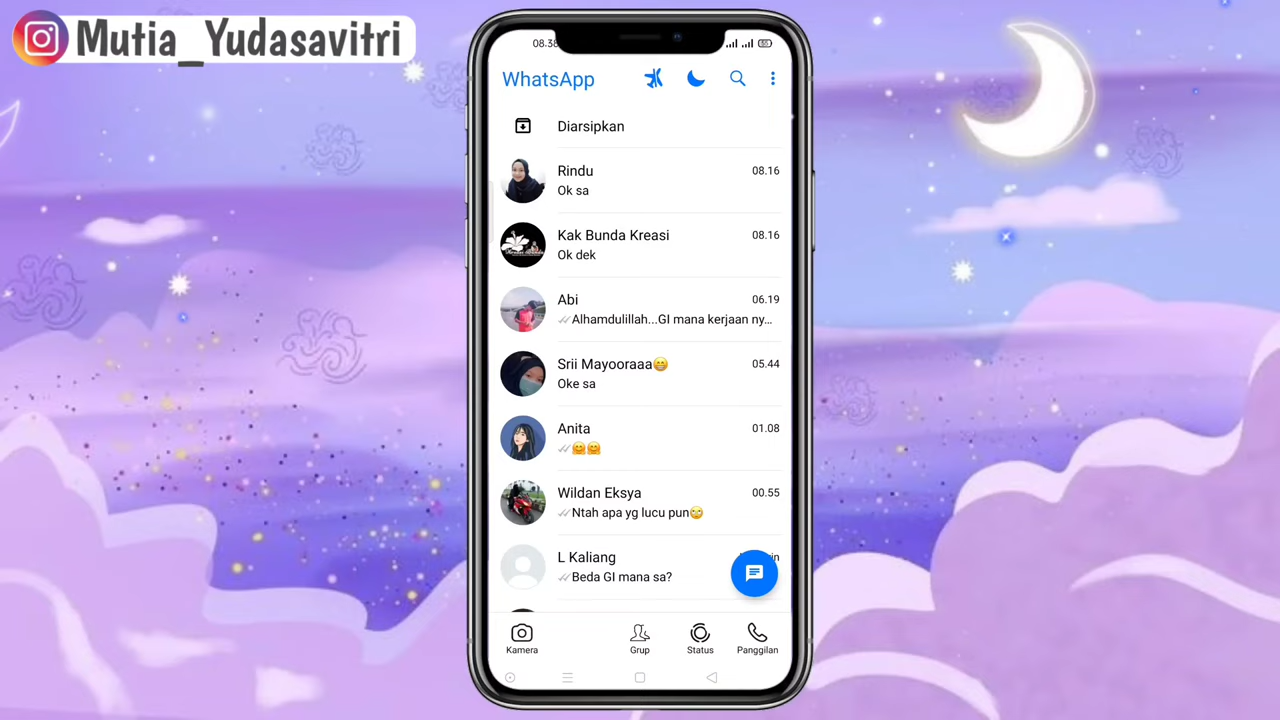 Mutia_Yudasavitri
08.38
WhatsApp
Diarsipkan
Rindu 08.16
Ok sa
Kak Bunda Kreasi 08.16
Ok dek
Abi 06.19
Alhamdulillah...GI mana kerjaan ny...
Srii Mayooraaa😁 05.44
Oke sa
Anita 01.08
🤗🤗
Wildan Eksya 00.55
Ntah apa yg lucu pun🙄
L Kaliang
Beda GI mana sa?
Kamera Grup Status Panggilan